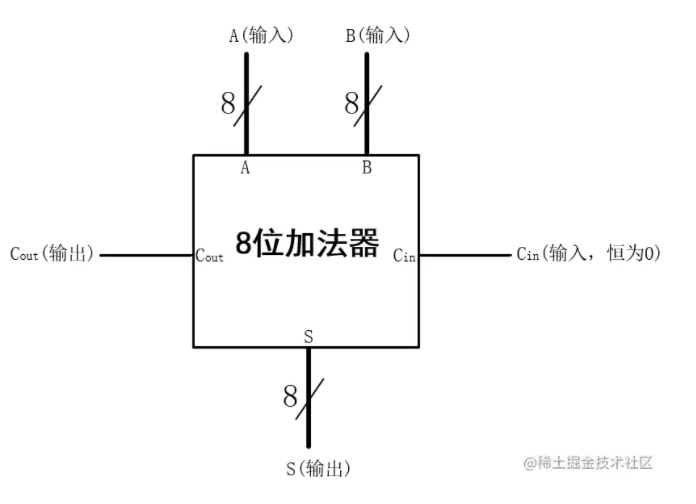 A(输入)
B(输入)
8
8
A
B
8位加法器
Cout(输出)
Cout
Cin
Cin(输入，恒为0)
S
8
S(输出)
@稀土掘金技术社区